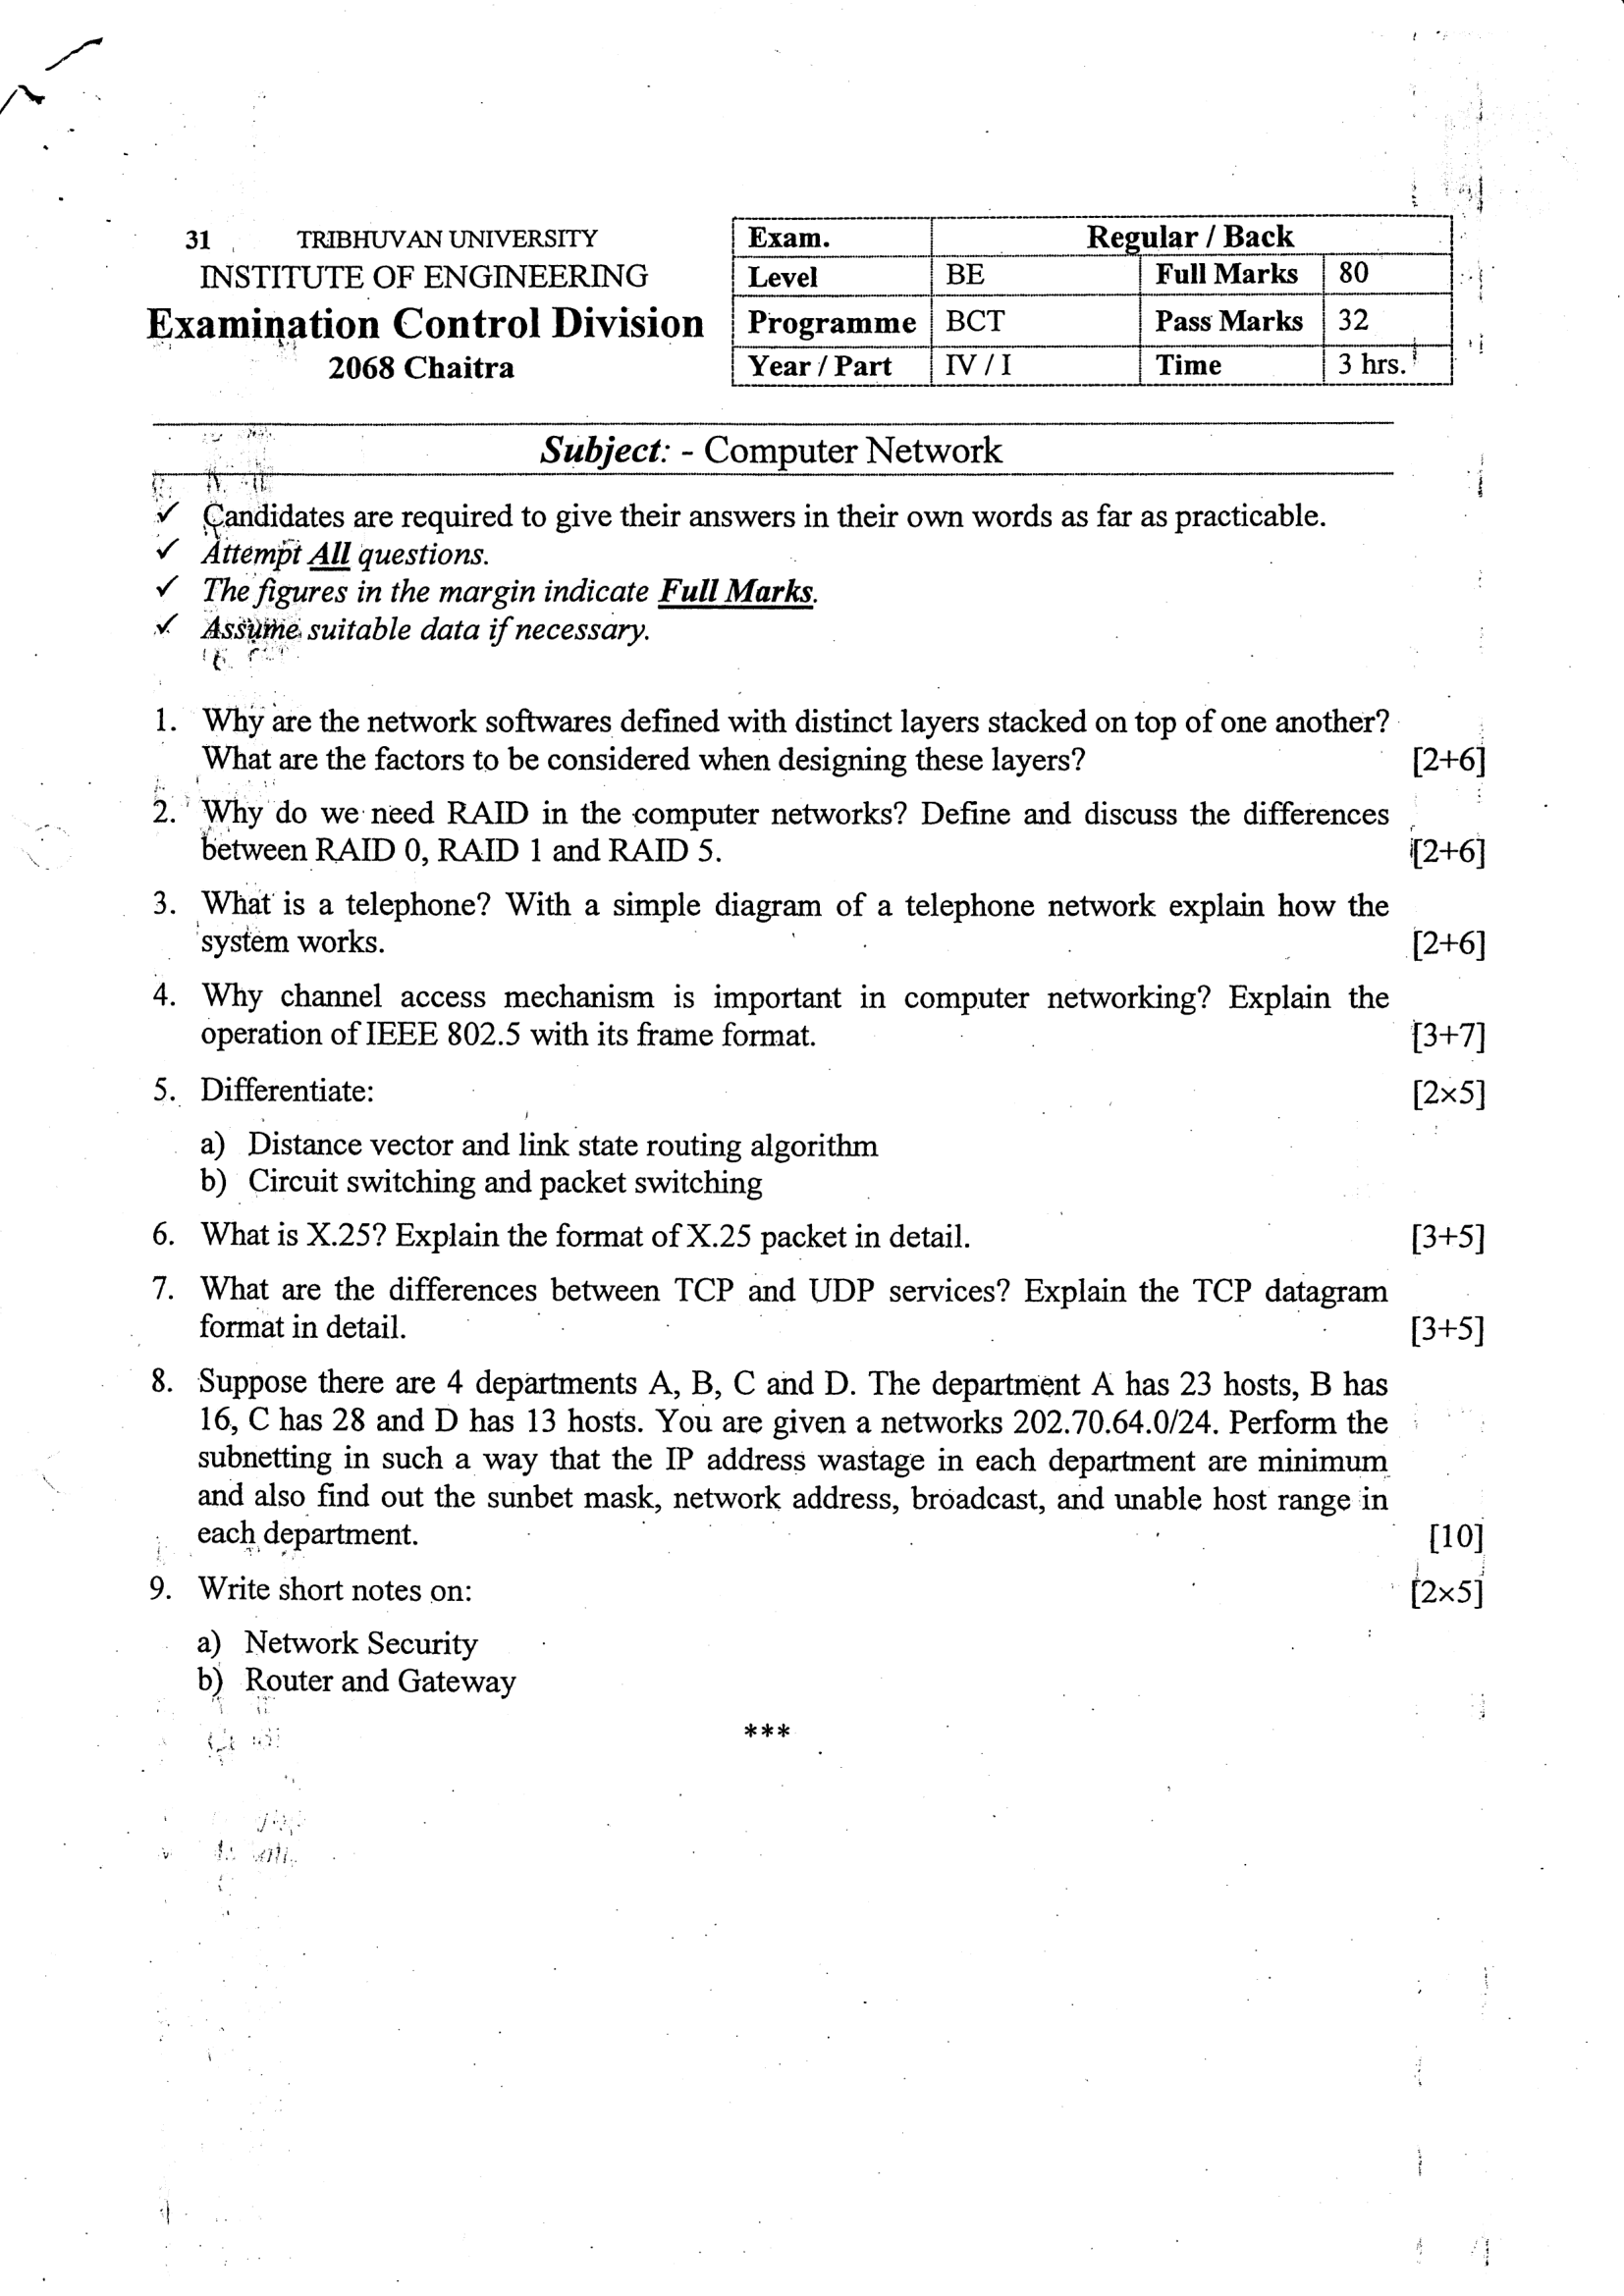 31 TRIBHUVAN UNIVERSITY
INSTITUTE OF ENGINEERING
Examination Control Division
2068 Chaitra
Exam. Regular / Back
Level BE Full Marks 80
Programme BCT Pass Marks 32
Year / Part IV / I Time 3 hrs.
Subject: - Computer Network
✓ Candidates are required to give their answers in their own words as far as practicable.
✓ Attempt All questions.
✓ The figures in the margin indicate Full Marks.
✓ Assume suitable data if necessary.
1. Why are the network softwares defined with distinct layers stacked on top of one another?
What are the factors to be considered when designing these layers? [2+6]
2. Why do we need RAID in the computer networks? Define and discuss the differences
between RAID 0, RAID 1 and RAID 5. [2+6]
3. What is a telephone? With a simple diagram of a telephone network explain how the
system works. [2+6]
4. Why channel access mechanism is important in computer networking? Explain the
operation of IEEE 802.5 with its frame format. [3+7]
5. Differentiate: [2×5]
a) Distance vector and link state routing algorithm
b) Circuit switching and packet switching
6. What is X.25? Explain the format of X.25 packet in detail. [3+5]
7. What are the differences between TCP and UDP services? Explain the TCP datagram
format in detail. [3+5]
8. Suppose there are 4 departments A, B, C and D. The department A has 23 hosts, B has
16, C has 28 and D has 13 hosts. You are given a networks 202.70.64.0/24. Perform the
subnetting in such a way that the IP address wastage in each department are minimum
and also find out the sunbet mask, network address, broadcast, and unable host range in
each department. [10]
9. Write short notes on: [2×5]
a) Network Security
b) Router and Gateway
***